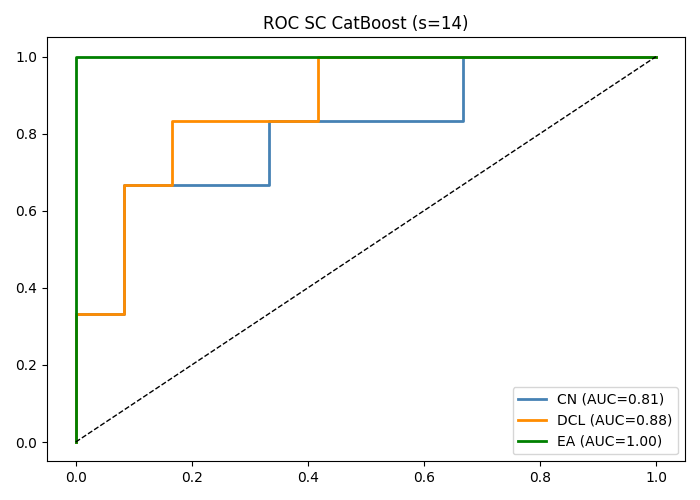 ROC SC CatBoost (s=14)
1.0
0.8
0.6
0.4
0.2
0.0
0.0 0.2 0.4 0.6 0.8 1.0
CN (AUC=0.81)
DCL (AUC=0.88)
EA (AUC=1.00)